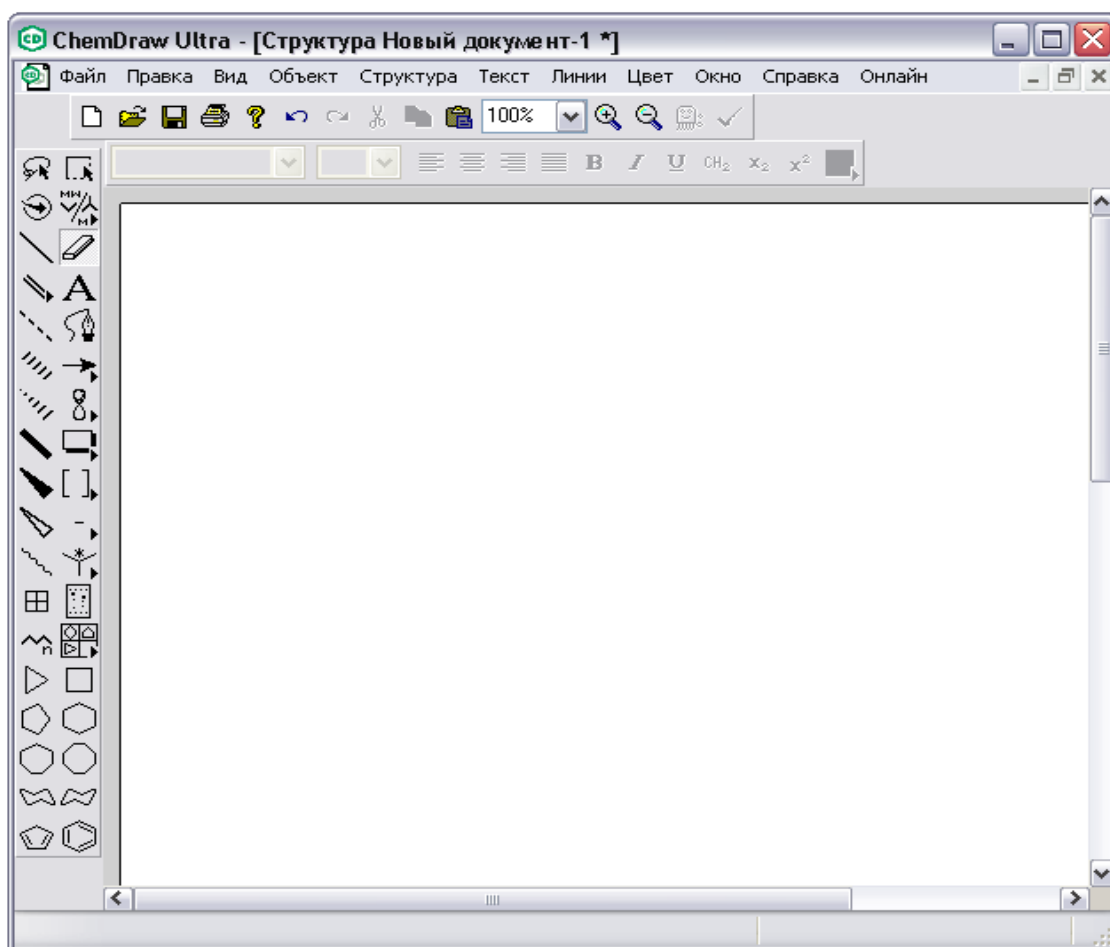 ChemDraw Ultra - [Структура Новый документ-1 *]
Файл Правка Вид Объект Структура Текст Линии Цвет Окно Справка Онлайн
100%
B I U CH₂ X₂ X²
MW
M
A
[ ]
n